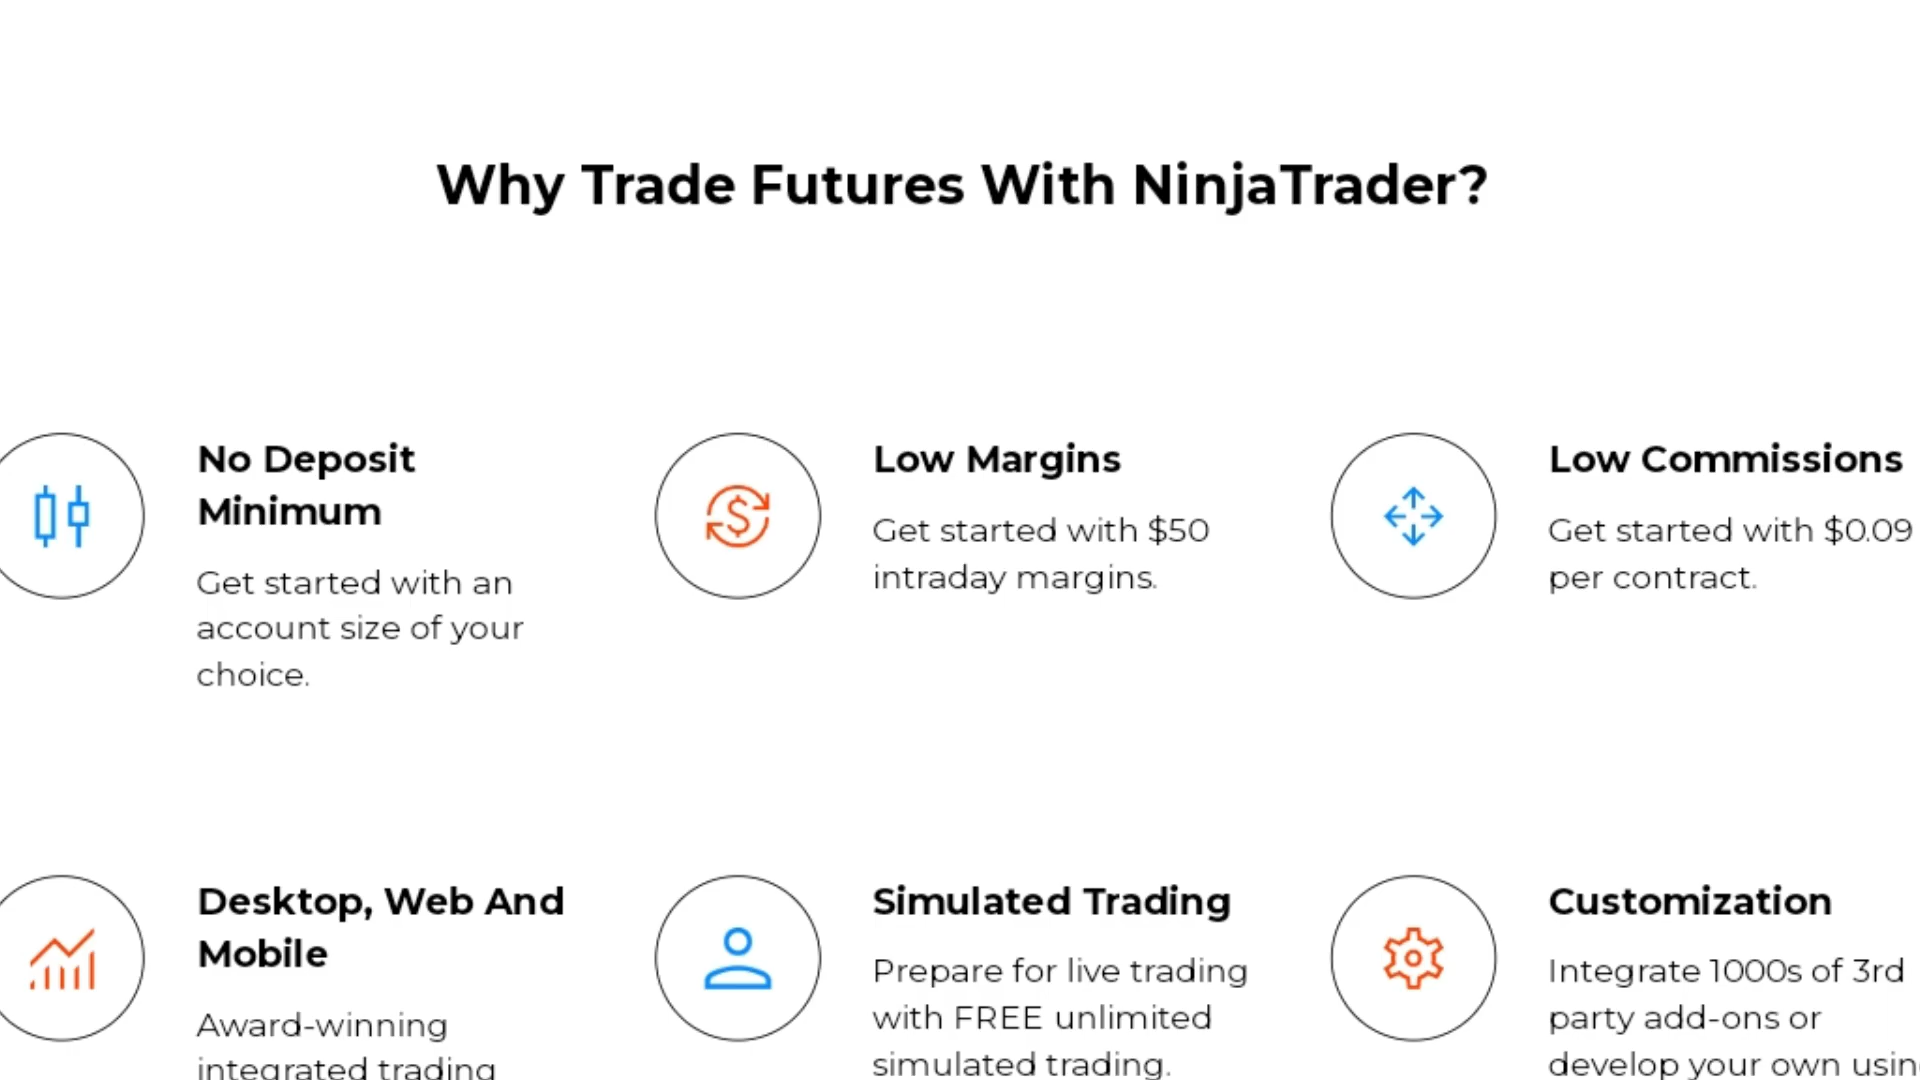 Why Trade Futures With NinjaTrader?
No Deposit
Minimum
Get started with an
account size of your
choice.
Low Margins
Get started with $50
intraday margins.
Low Commissions
Get started with $0.09
per contract.
Desktop, Web And
Mobile
Award-winning
integrated trading
Simulated Trading
Prepare for live trading
with FREE unlimited
simulated trading.
Customization
Integrate 1000s of 3rd
party add-ons or
develop your own using